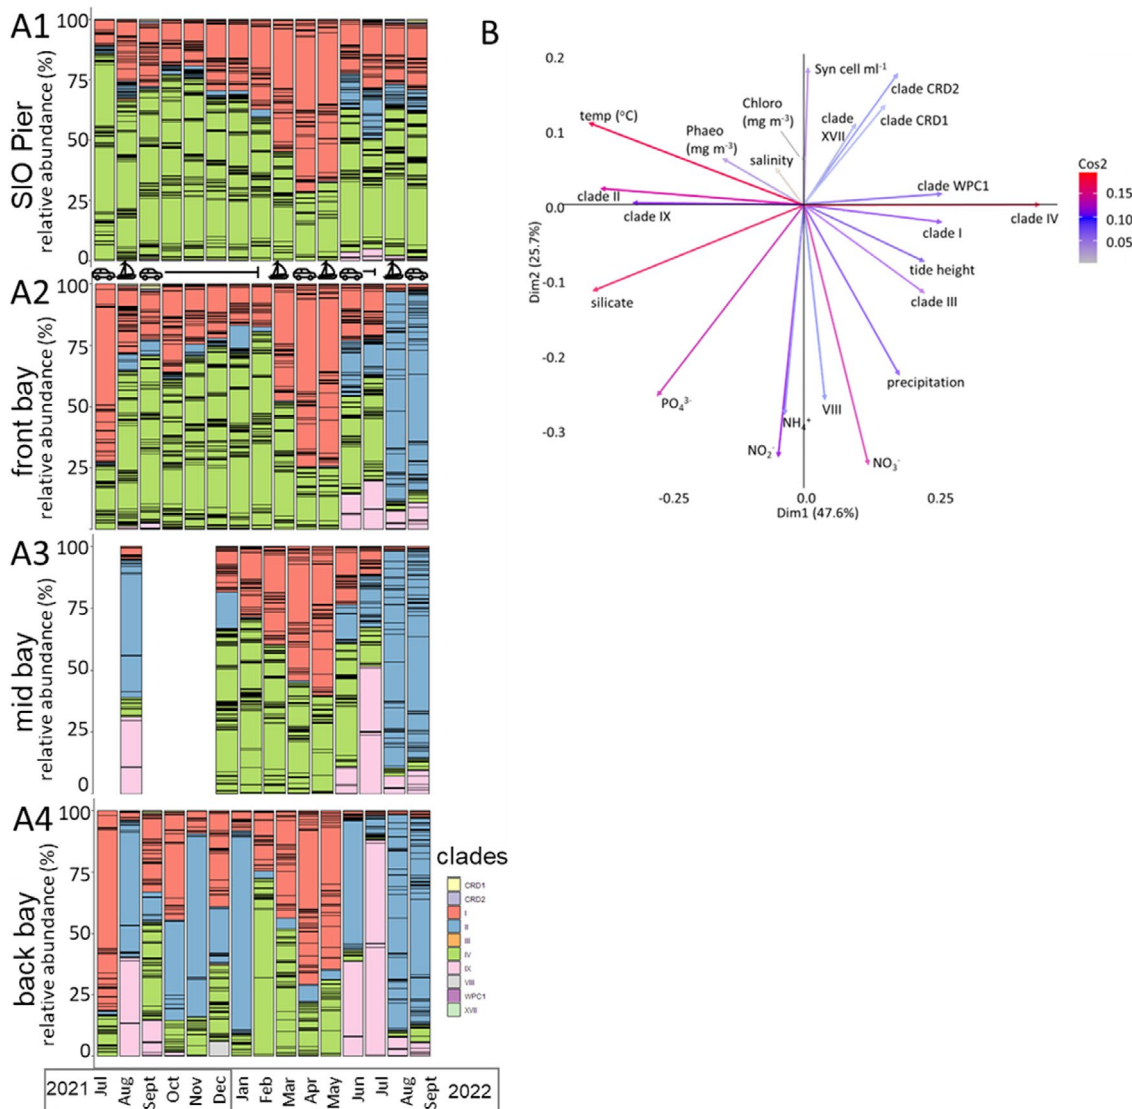 A1
SIO Pier
relative abundance (%)
100
75
50
25
0
A2
front bay
relative abundance (%)
100
75
50
25
A3
mid bay
relative abundance (%)
100
75
50
25
0
A4
back bay
relative abundance (%)
100
75
50
25
0
clades
CRD1
CRD2
I
II
III
IV
IX
VIII
WPC1
XVII
2021
Jul
Aug
Sept
Oct
Nov
Dec
Jan
Feb
Mar
Apr
May
Jun
Jul
Aug
Sept
2022
B
0.2
0.1
0.0
-0.1
-0.2
-0.3
Dim2 (25.7%)
-0.25
0.0
0.25
Dim1 (47.6%)
Syn cell ml⁻¹
clade CRD2
clade CRD1
clade
XVII
Chloro
(mg m⁻³)
Phaeo
(mg m⁻³)
salinity
temp (°C)
clade II
clade IX
clade WPC1
clade IV
clade I
tide height
clade III
silicate
precipitation
PO₄³⁻
NH₄⁺
VIII
NO₂⁻
NO₃⁻
Cos2
0.15
0.10
0.05